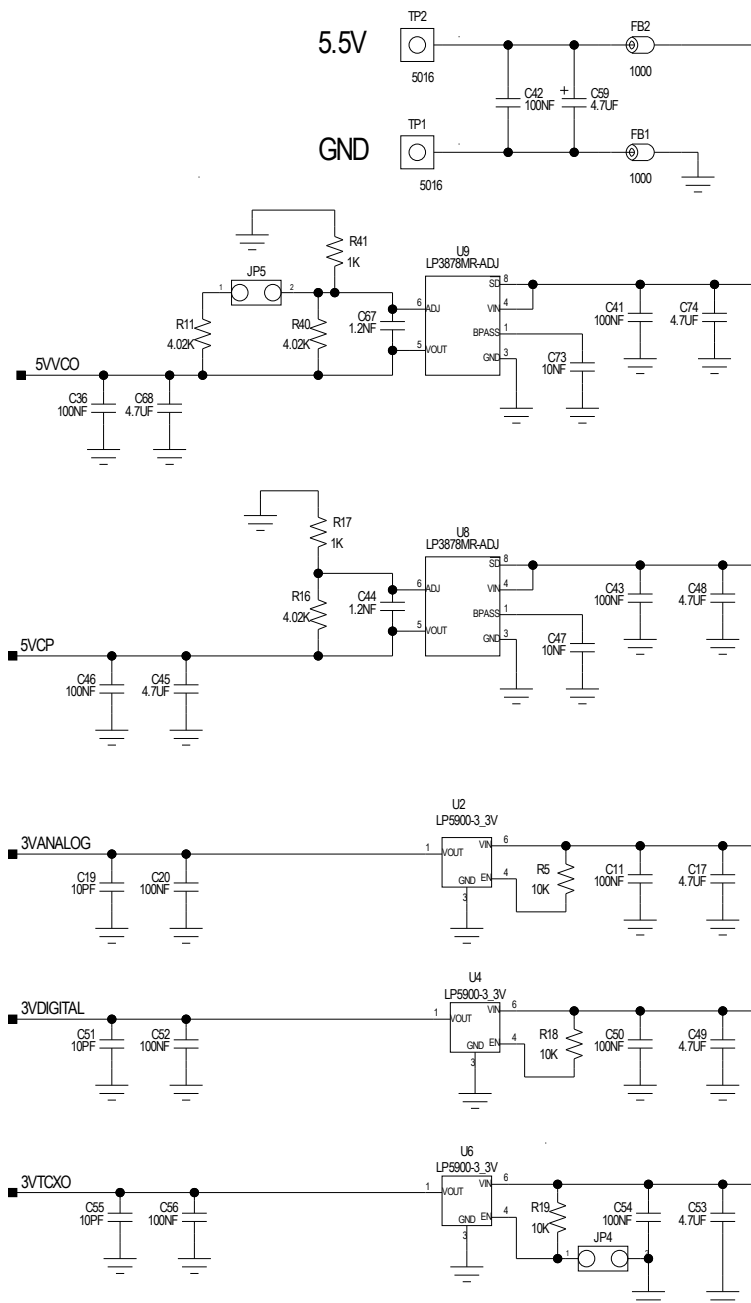 TP2
5.5V
FB2
5016
1000
C42
100NF
+
C59
4.7UF
TP1
GND
FB1
5016
1000
R41
1K
U9
LP3878MR-ADJ
JP5
1
2
SD
8
VIN
4
6
ADJ
C67
1.2NF
C41
100NF
C74
4.7UF
R11
4.02K
R40
4.02K
BPASS
1
5
VOUT
GND
3
C73
10NF
5VVCO
C36
100NF
C68
4.7UF
R17
1K
U8
LP3878MR-ADJ
SD
8
VIN
4
6
ADJ
R16
4.02K
C44
1.2NF
C43
100NF
C48
4.7UF
BPASS
1
5
VOUT
GND
3
C47
10NF
5VCP
C46
100NF
C45
4.7UF
U2
LP5900-3_3V
3VANALOG
1
VOUT
VIN
6
GND
EN
4
3
R5
10K
C19
10PF
C20
100NF
C11
100NF
C17
4.7UF
U4
LP5900-3_3V
3VDIGITAL
1
VOUT
VIN
6
GND
EN
4
3
R18
10K
C51
10PF
C52
100NF
C50
100NF
C49
4.7UF
U6
LP5900-3_3V
3VTCXO
1
VOUT
VIN
6
GND
EN
4
3
R19
10K
C55
10PF
C56
100NF
C54
100NF
C53
4.7UF
JP4
1
2